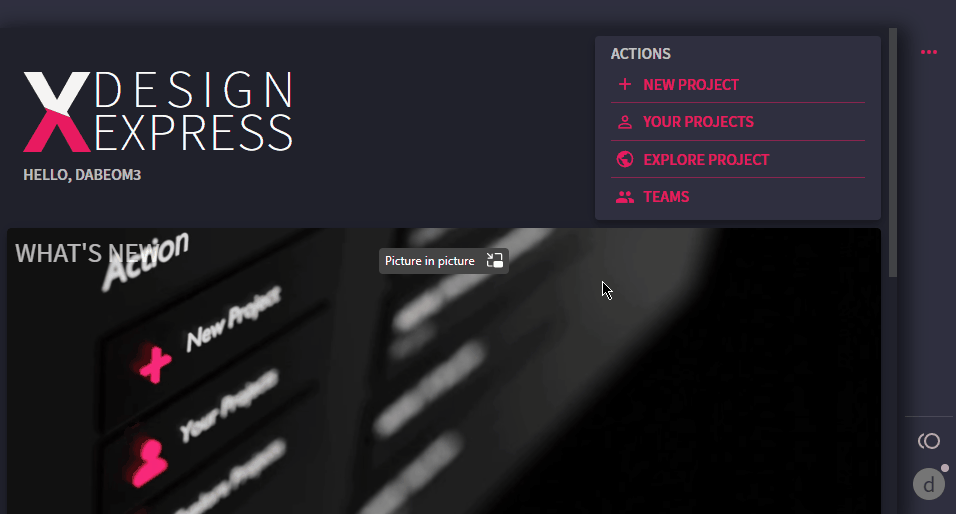 DESIGN
EXPRESS
HELLO, DABEOM3
ACTIONS
NEW PROJECT
YOUR PROJECTS
EXPLORE PROJECT
TEAMS
WHAT'S NEW
Picture in picture
Action
New Project
Your Projects
Explore Project
d